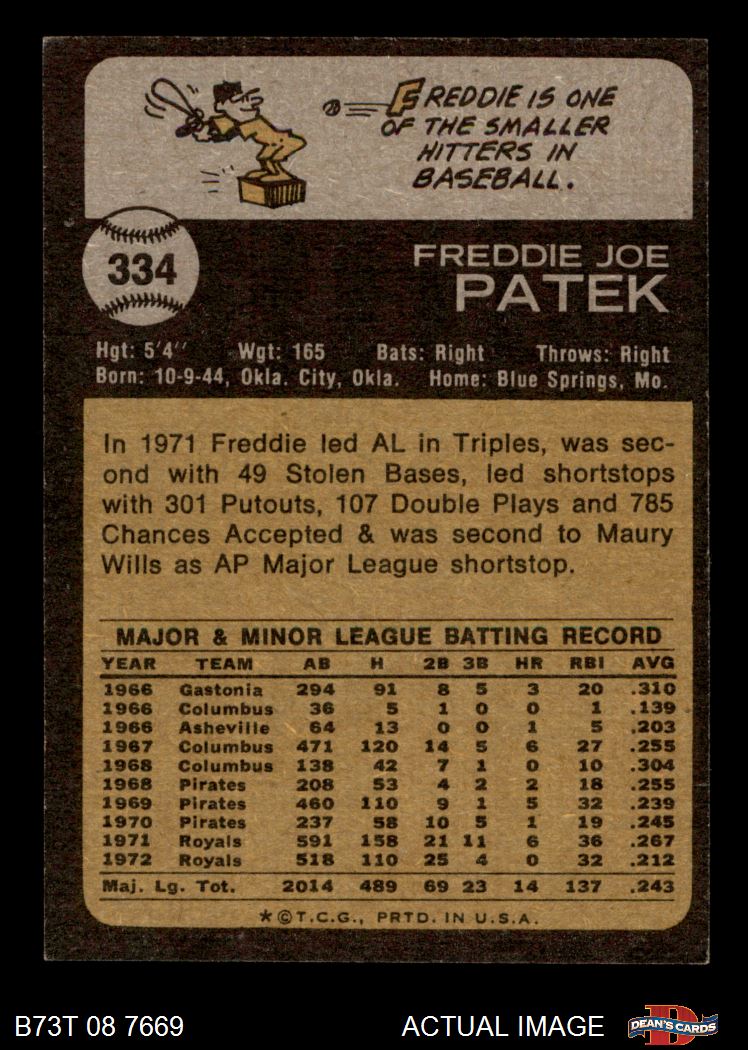 FREDDIE IS ONE
OF THE SMALLER
HITTERS IN
BASEBALL.
334
FREDDIE JOE
PATEK
Hgt: 5'4'' Wgt: 165 Bats: Right Throws: Right
Born: 10-9-44, Okla. City, Okla. Home: Blue Springs, Mo.
In 1971 Freddie led AL in Triples, was sec-
ond with 49 Stolen Bases, led shortstops
with 301 Putouts, 107 Double Plays and 785
Chances Accepted & was second to Maury
Wills as AP Major League shortstop.
MAJOR & MINOR LEAGUE BATTING RECORD
YEAR TEAM AB H 2B 3B HR RBI AVG
1966 Gastonia 294 91 8 5 3 20 .310
1966 Columbus 36 5 1 0 0 1 .139
1966 Asheville 64 13 0 0 1 5 .203
1967 Columbus 471 120 14 5 6 27 .255
1968 Columbus 138 42 7 1 0 10 .304
1968 Pirates 208 53 4 2 2 18 .255
1969 Pirates 460 110 9 1 5 32 .239
1970 Pirates 237 58 10 5 1 19 .245
1971 Royals 591 158 21 11 6 36 .267
1972 Royals 518 110 25 4 0 32 .212
Maj. Lg. Tot. 2014 489 69 23 14 137 .243
*©T.C.G., PRTD. IN U.S.A.
B73T 08 7669 ACTUAL IMAGE D DEAN'S CARDS